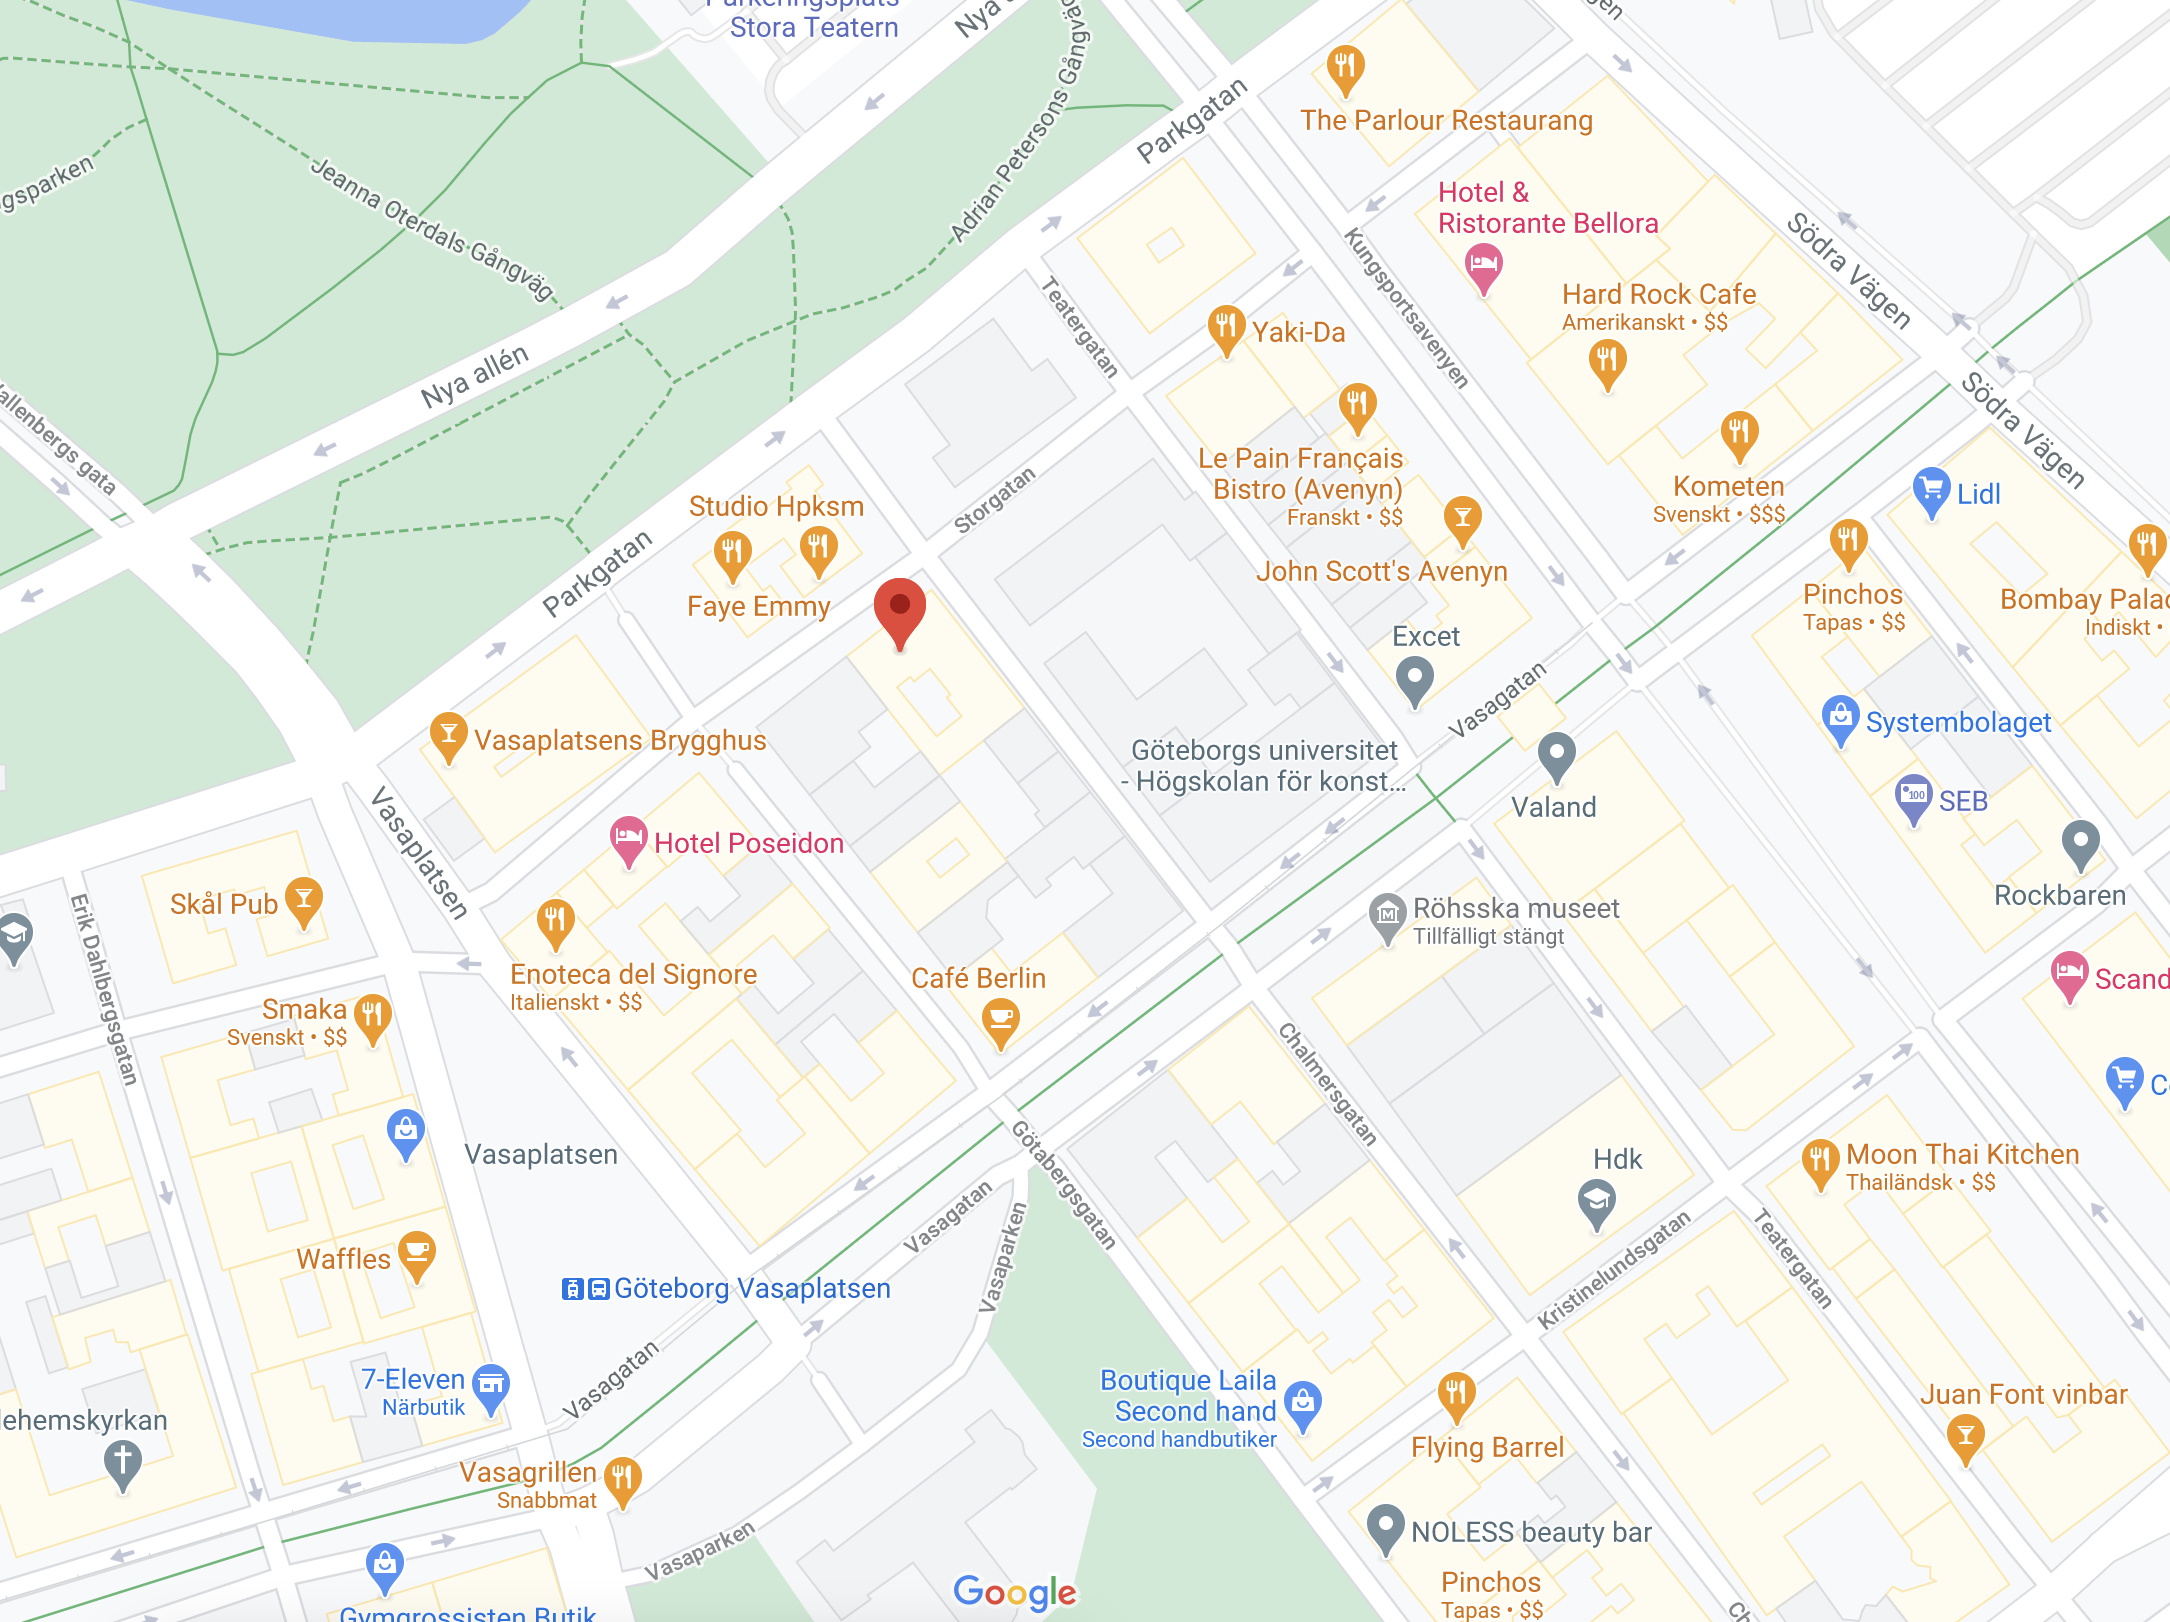 Parkeringsplats
Stora Teatern
Nya
The Parlour Restaurang
Parkgatan
Adrian Petersons Gångväg
Jeanna Oterdals Gångväg
Hotel &
Ristorante Bellora
Kungsportsavenyen
Södra Vägen
Hard Rock Cafe
Amerikanskt • $$
Teatergatan
Yaki-Da
Nya allén
Le Pain Français
Bistro (Avenyn)
Franskt • $$
Kometen
Svenskt • $$$
Södra Vägen
Lidl
Storgatan
Studio Hpksm
Parkgatan
Faye Emmy
John Scott's Avenyn
Pinchos
Tapas • $$
Indiskt •
Excet
Vasagatan
Systembolaget
Vasaplatsens Brygghus
Göteborgs universitet
- Högskolan för konst...
Valand
100
SEB
Vasaplatsen
Hotel Poseidon
Skål Pub
Erik Dahlbergsgatan
Röhsska museet
Tillfälligt stängt
Rockbaren
Enoteca del Signore
Italienskt • $$
Café Berlin
Smaka
Svenskt • $$
Chalmersgatan
Vasaplatsen
Götabergsgatan
Hdk
Moon Thai Kitchen
Thailändsk • $$
Vasagatan
Vasaparken
Kristinelundsgatan
Teatergatan
Waffles
Göteborg Vasaplatsen
7-Eleven
Närbutik
Vasagatan
Boutique Laila
Second hand
Second handbutiker
Flying Barrel
Juan Font vinbar
Vasagrillen
Snabbmat
Vasaparken
NOLESS beauty bar
Pinchos
Tapas • $$
Google
Gymgrossisten Butik